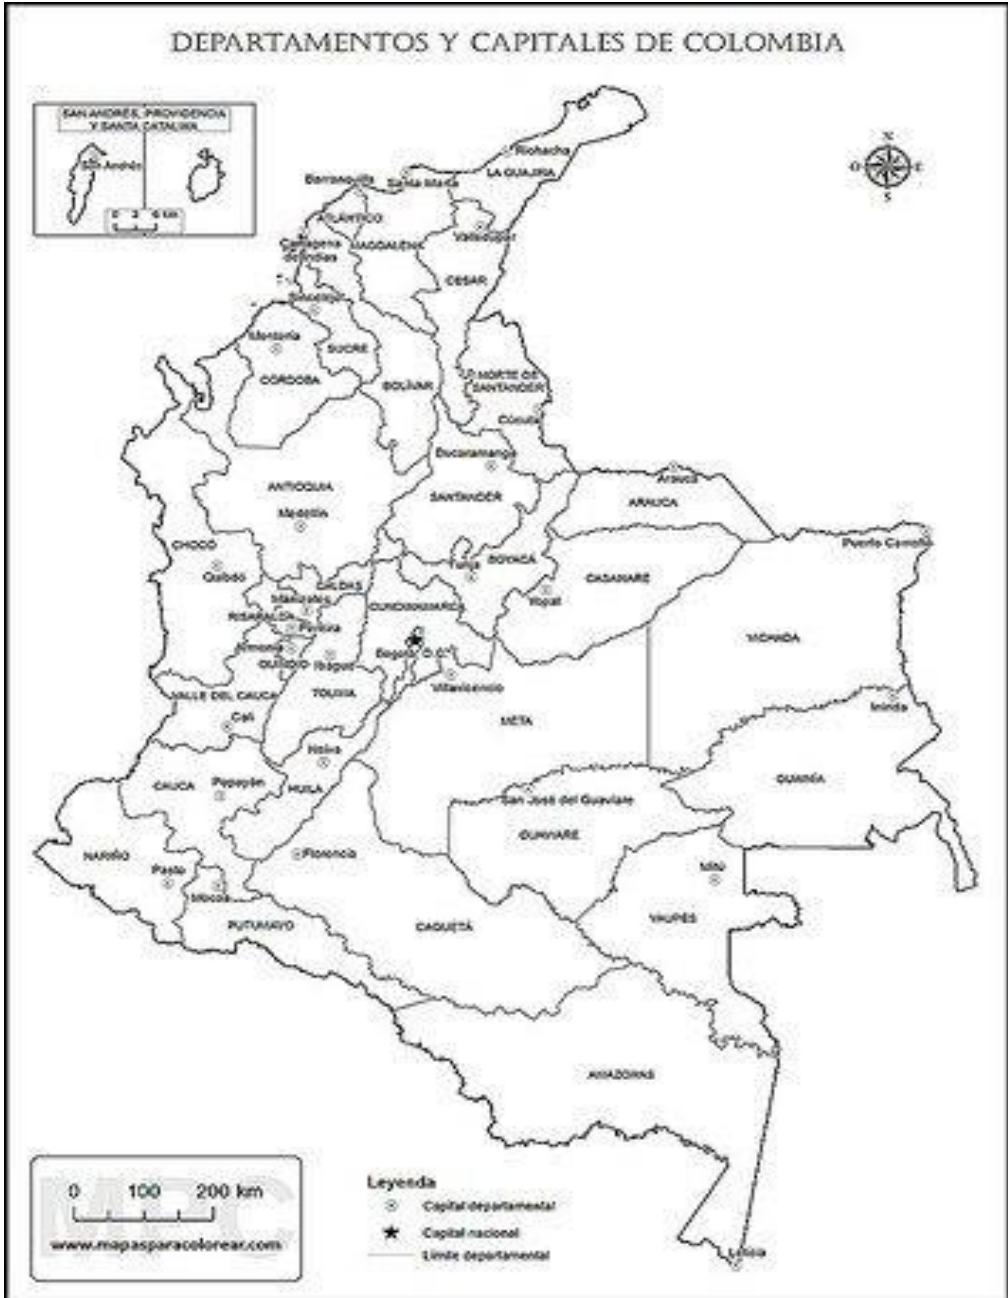 DEPARTAMENTOS Y CAPITALES DE COLOMBIA
SAN ANDRÉS, PROVIDENCIA
Y SANTA CATALINA
San Andrés
0 3 6 km
N
O
E
S
Riohacha
LA GUAJIRA
Barranquilla
Santa Marta
ATLÁNTICO
Cartagena
de Indias
MAGDALENA
Valledupar
CESAR
Sincelejo
Montería
SUCRE
CÓRDOBA
BOLÍVAR
NORTE DE
SANTANDER
Cúcuta
Bucaramanga
SANTANDER
ANTIOQUIA
Medellín
Arauca
ARAUCA
Puerto Carreño
CHOCÓ
Quibdó
Tunja
BOYACÁ
CASANARE
Yopal
CALDAS
Manizales
CUNDINAMARCA
RISARALDA
Pereira
Armenia
QUINDÍO
Ibagué
Bogotá D.C.
VICHADA
TOLIMA
Villavicencio
VALLE DEL CAUCA
Cali
META
Inírida
Neiva
HUILA
CAUCA
Popayán
San José del Guaviare
GUAINÍA
GUAVIARE
NARIÑO
Florencia
Pasto
Mocoa
Mitú
VAUPÉS
PUTUMAYO
CAQUETÁ
AMAZONAS
Leticia
0 100 200 km
MPC
www.mapasparacolorear.com
Leyenda
Capital departamental
Capital nacional
Límite departamental